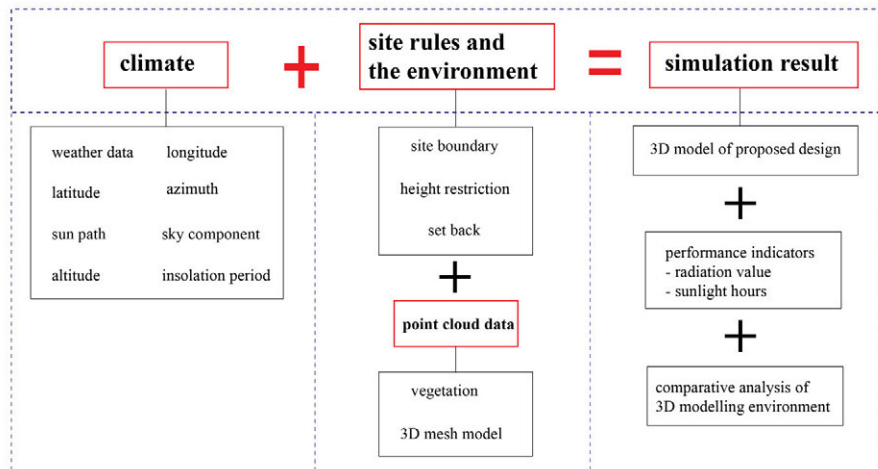 climate
+
site rules and
the environment
=
simulation result
weather data
longitude
latitude
azimuth
sun path
sky component
altitude
insolation period
site boundary
height restriction
set back
+
point cloud data
vegetation
3D mesh model
3D model of proposed design
+
performance indicators
- radiation value
- sunlight hours
+
comparative analysis of
3D modelling environment